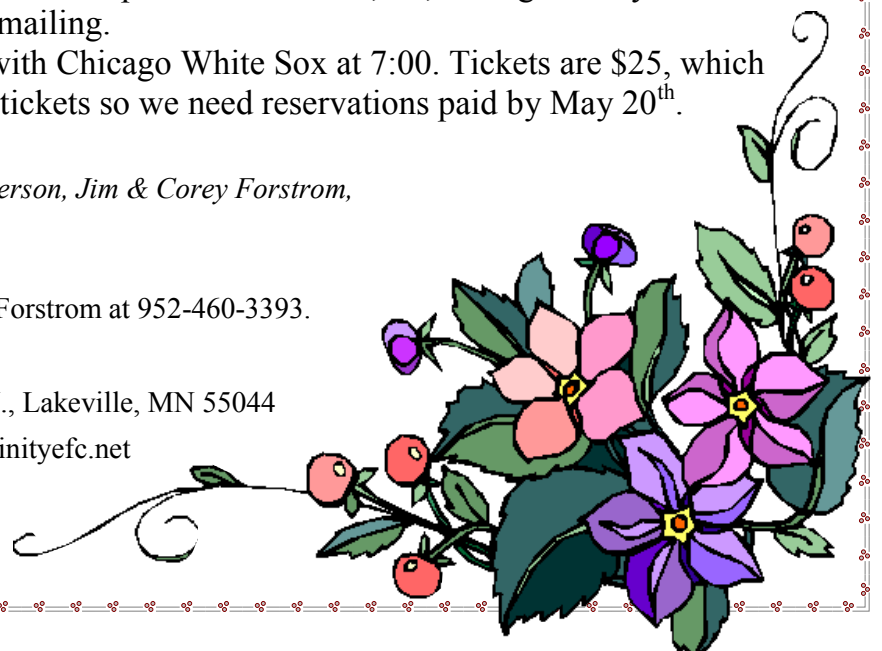 mailing.
with Chicago White Sox at 7:00. Tickets are $25, which
tickets so we need reservations paid by May 20th.
erson, Jim & Corey Forstrom,
Forstrom at 952-460-3393.
., Lakeville, MN 55044
inityefc.net